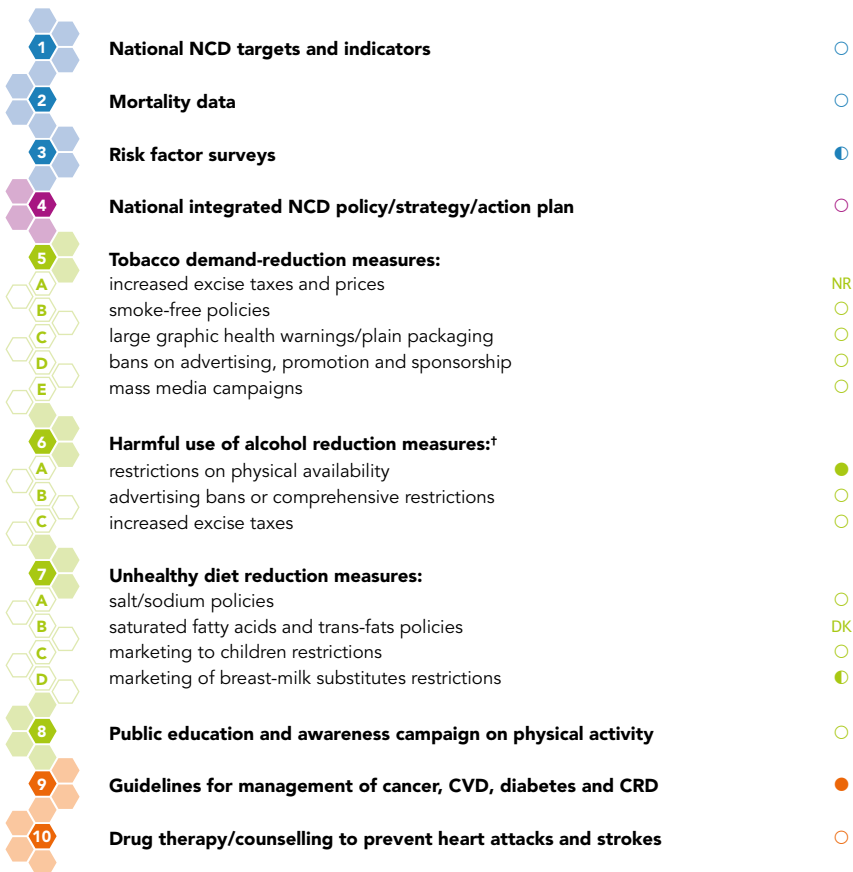 1 National NCD targets and indicators ○
2 Mortality data ○
3 Risk factor surveys ◐
4 National integrated NCD policy/strategy/action plan ○
5 Tobacco demand-reduction measures:
A increased excise taxes and prices NR
B smoke-free policies ○
C large graphic health warnings/plain packaging ○
D bans on advertising, promotion and sponsorship ○
E mass media campaigns ○
6 Harmful use of alcohol reduction measures:†
A restrictions on physical availability ●
B advertising bans or comprehensive restrictions ○
C increased excise taxes ○
7 Unhealthy diet reduction measures:
A salt/sodium policies ○
B saturated fatty acids and trans-fats policies DK
C marketing to children restrictions ○
D marketing of breast-milk substitutes restrictions ◐
8 Public education and awareness campaign on physical activity ○
9 Guidelines for management of cancer, CVD, diabetes and CRD ●
10 Drug therapy/counselling to prevent heart attacks and strokes ○